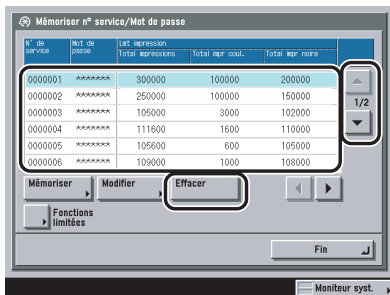 Mémoriser nº service/Mot de passe
N° de service Mot de passe Lmt impression
Total impressions Total impr coul. Total impr noire
0000001 ******* 300000 100000 200000
0000002 ******* 250000 100000 150000
0000003 ******* 105000 3000 102000
0000004 ******* 111600 1600 110000
0000005 ******* 105600 600 105000
0000006 ******* 109000 1000 108000
1/2
Mémoriser Modifier Effacer
Fonctions limitées
Fin
Moniteur syst.